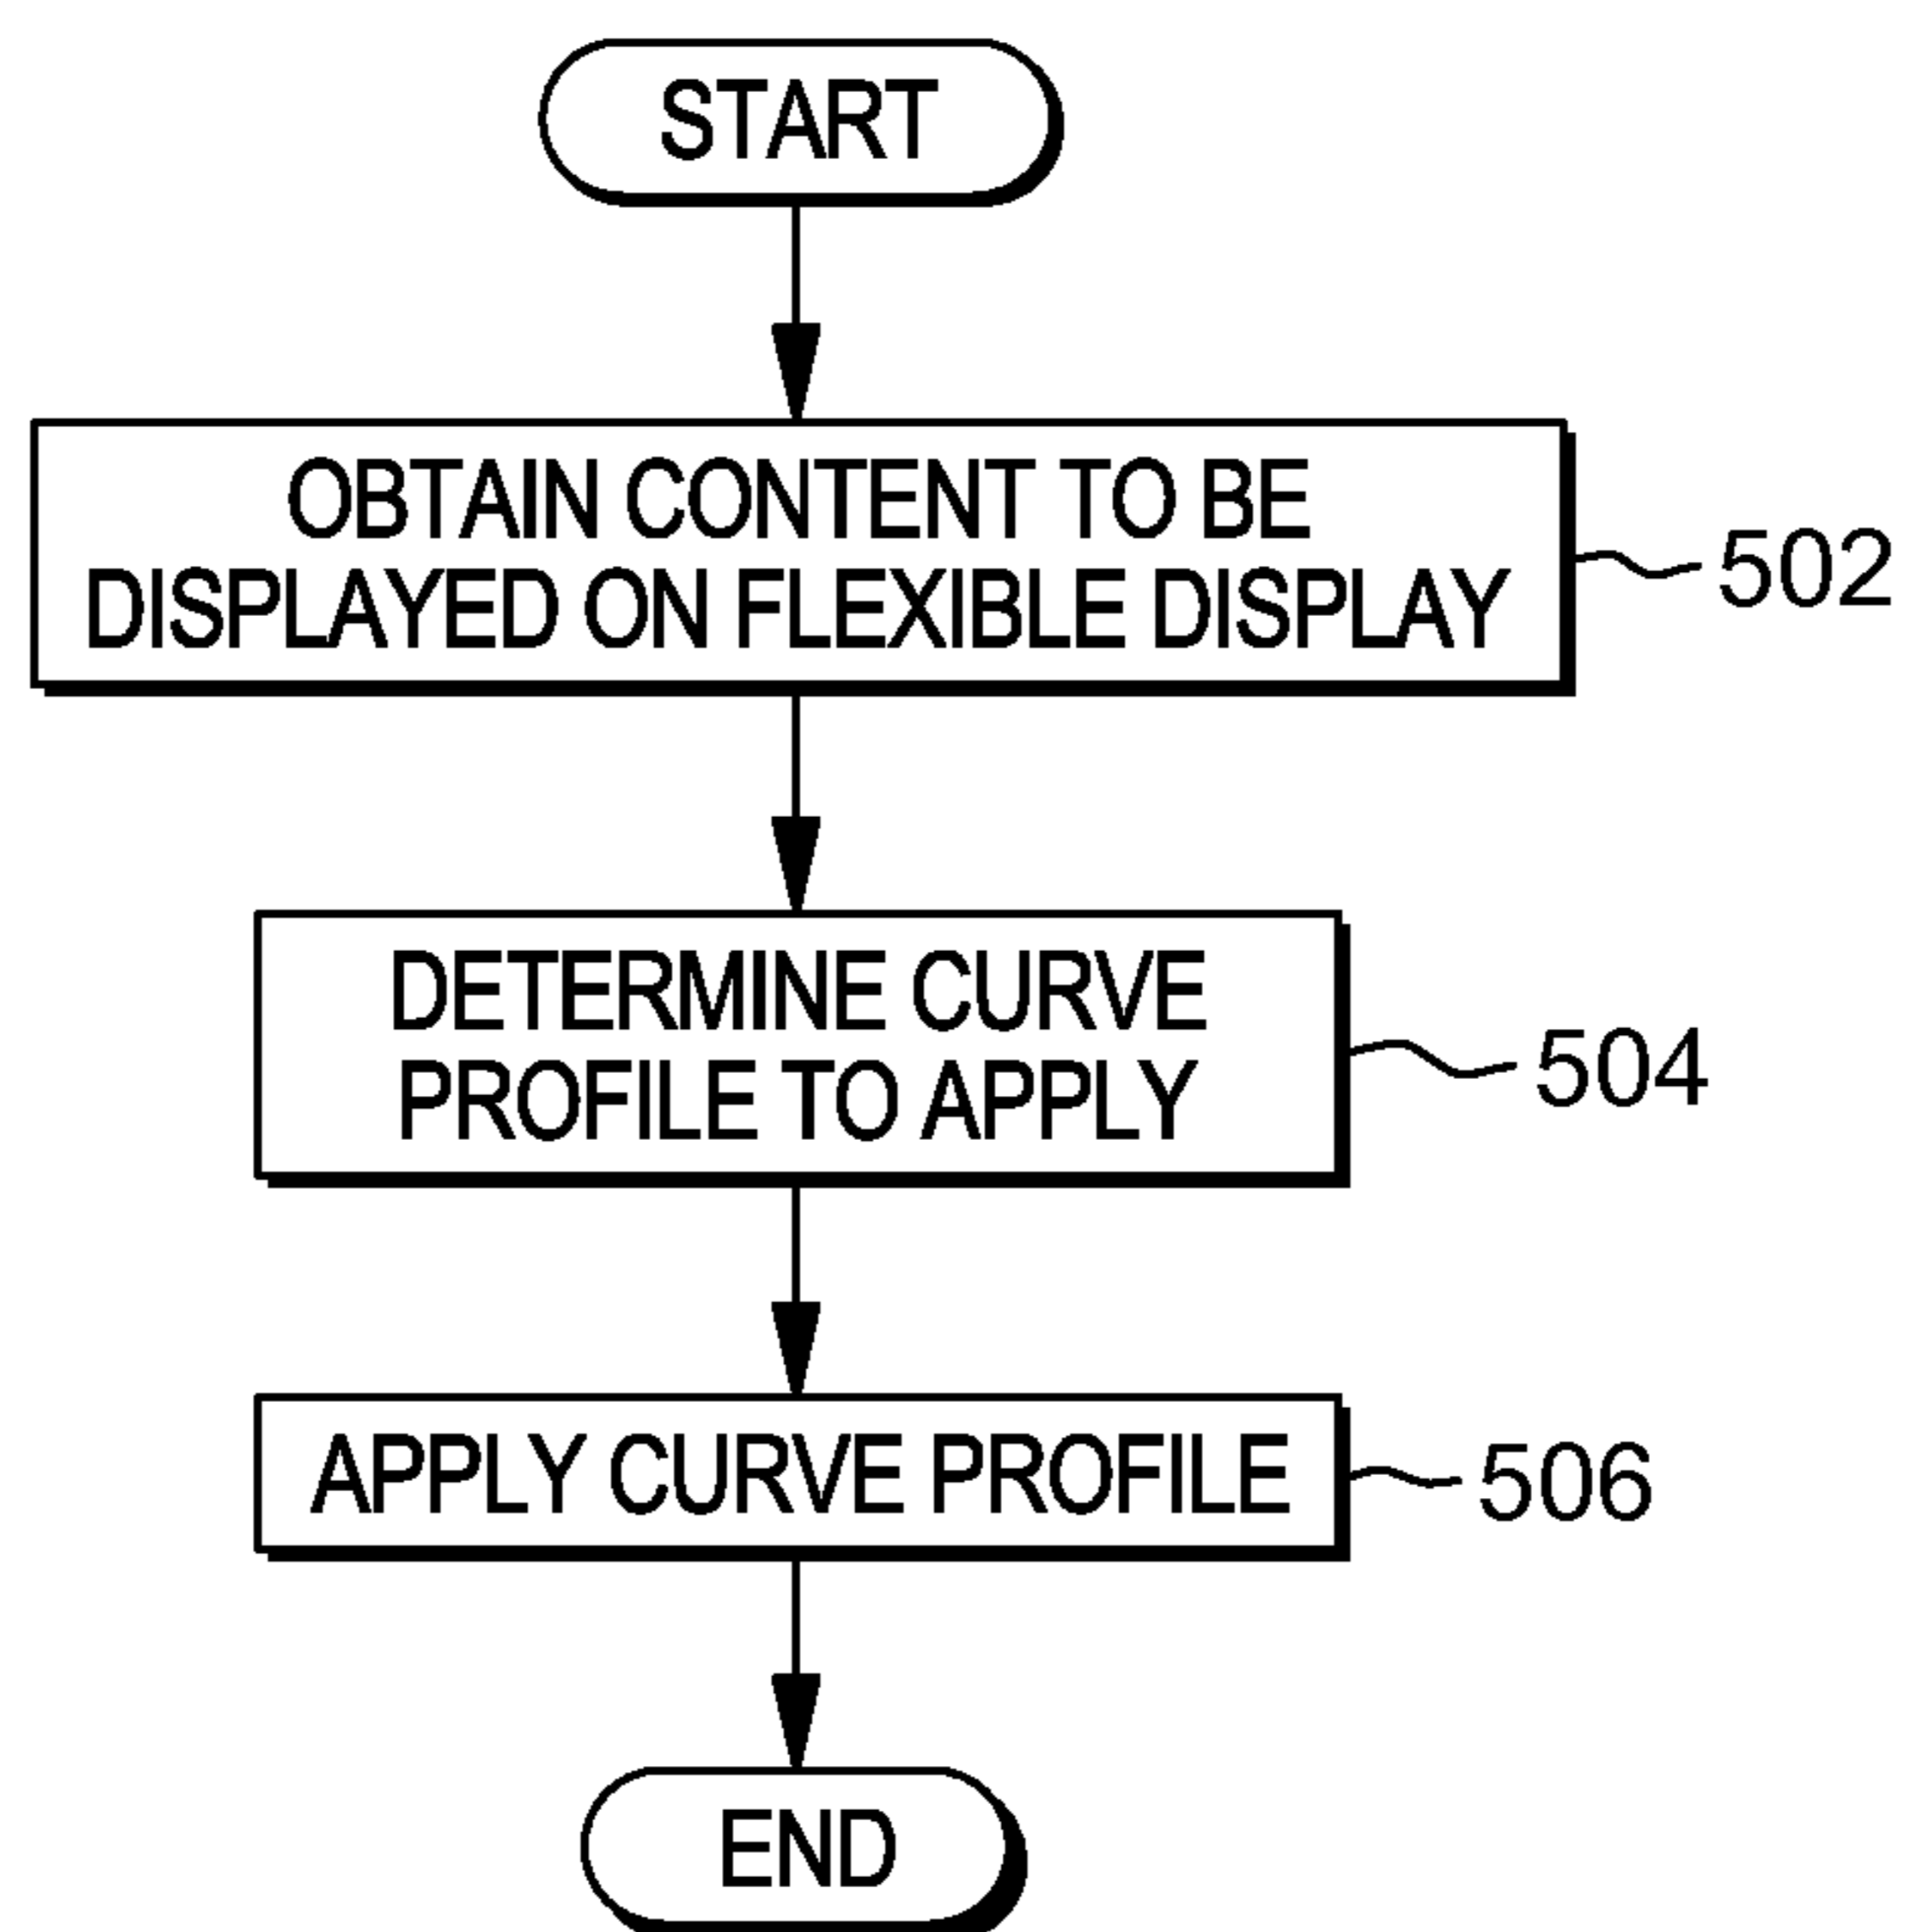 START
OBTAIN CONTENT TO BE
DISPLAYED ON FLEXIBLE DISPLAY
502
DETERMINE CURVE
PROFILE TO APPLY
504
APPLY CURVE PROFILE
506
END